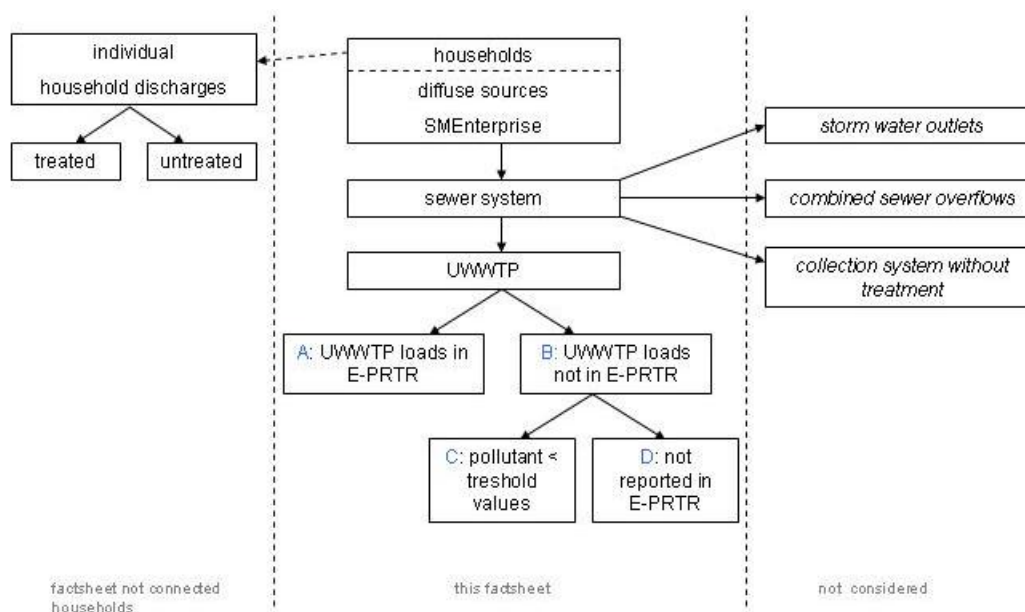 individual
household discharges
treated
untreated
households
diffuse sources
SMEnterprise
sewer system
UWWTP
A: UWWTP loads in
E-PRTR
B: UWWTP loads
not in E-PRTR
C: pollutant <
treshold
values
D: not
reported in
E-PRTR
storm water outlets
combined sewer overflows
collection system without
treatment
factsheet not connected
households
this factsheet
not considered